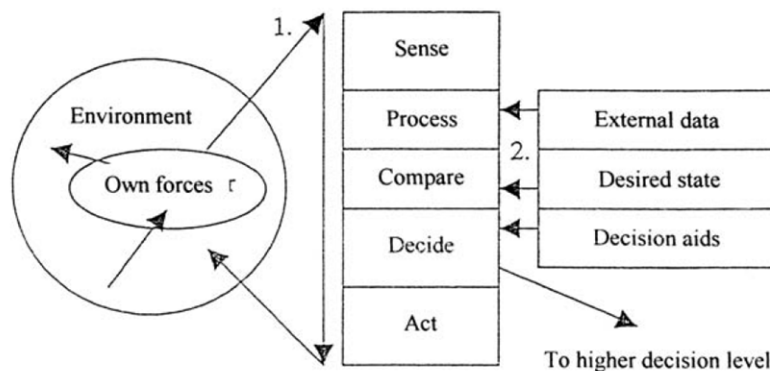 1.
Sense
Environment
Process
External data
2.
Own forces r
Compare
Desired state
Decide
Decision aids
Act
To higher decision level